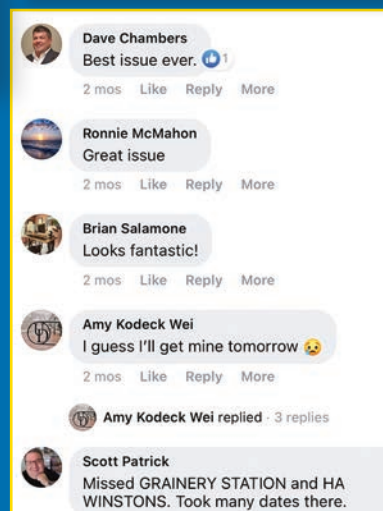 Dave Chambers
Best issue ever. 👍 1
2 mos Like Reply More
Ronnie McMahon
Great issue
2 mos Like Reply More
Brian Salamone
Looks fantastic!
2 mos Like Reply More
Amy Kodeck Wei
I guess I'll get mine tomorrow 😢
2 mos Like Reply More
Amy Kodeck Wei replied · 3 replies
Scott Patrick
Missed GRAINERY STATION and HA
WINSTONS. Took many dates there.